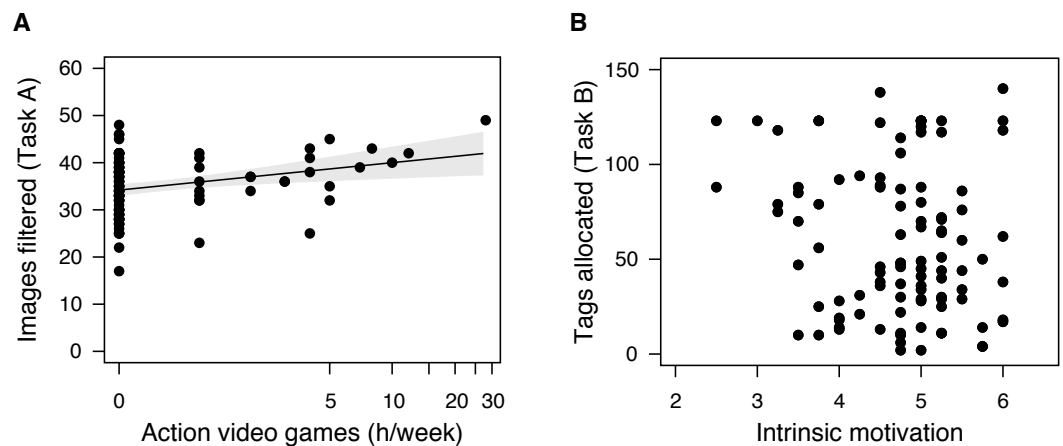 A
Images filtered (Task A)
60
50
40
30
20
10
0
0 5 10 20 30
Action video games (h/week)
B
Tags allocated (Task B)
150
100
50
0
2 3 4 5 6
Intrinsic motivation